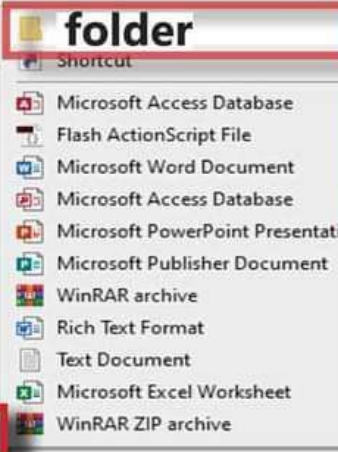 folder
Shortcut
Microsoft Access Database
Flash ActionScript File
Microsoft Word Document
Microsoft Access Database
Microsoft PowerPoint Presentati
Microsoft Publisher Document
WinRAR archive
Rich Text Format
Text Document
Microsoft Excel Worksheet
WinRAR ZIP archive